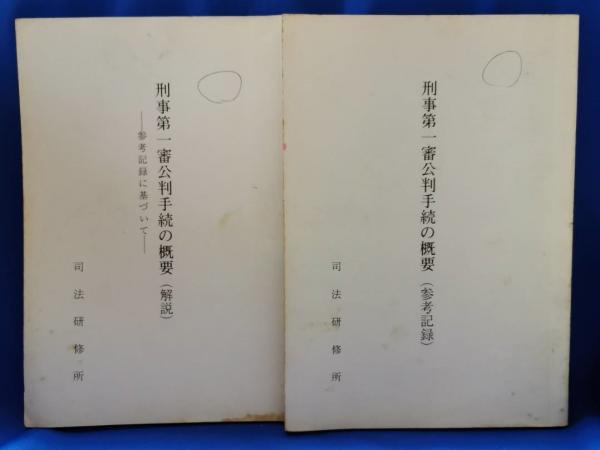 刑事第一審公判手続の概要（解説）
――参考記録に基づいて――
司法研修所
刑事第一審公判手続の概要（参考記録）
司法研修所